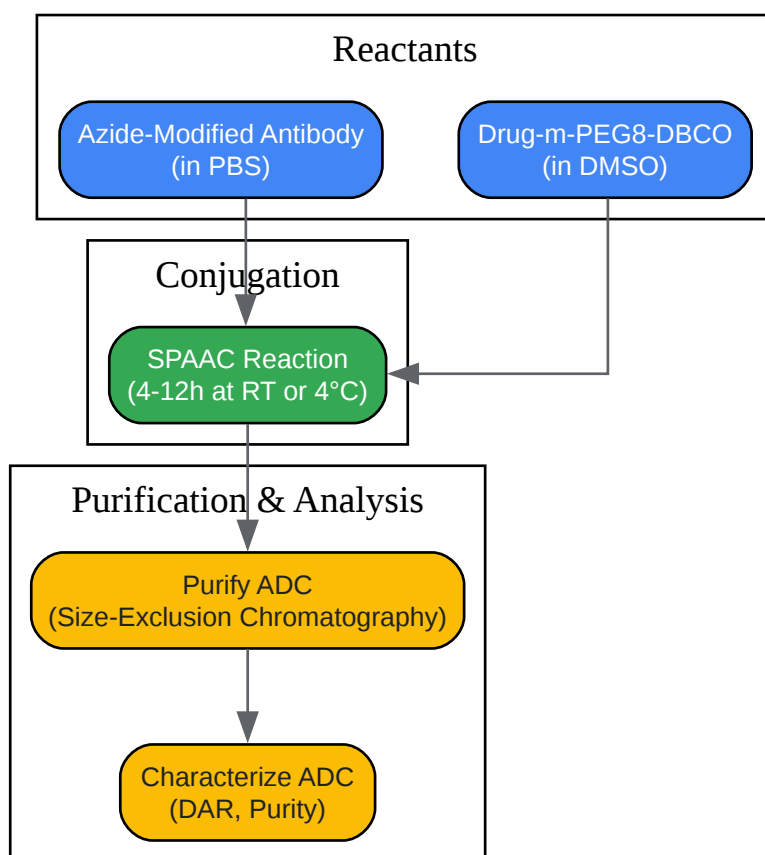 Reactants
Azide-Modified Antibody
(in PBS)
Drug-m-PEG8-DBCO
(in DMSO)
Conjugation
SPAAC Reaction
(4-12h at RT or 4°C)
Purification & Analysis
Purify ADC
(Size-Exclusion Chromatography)
Characterize ADC
(DAR, Purity)